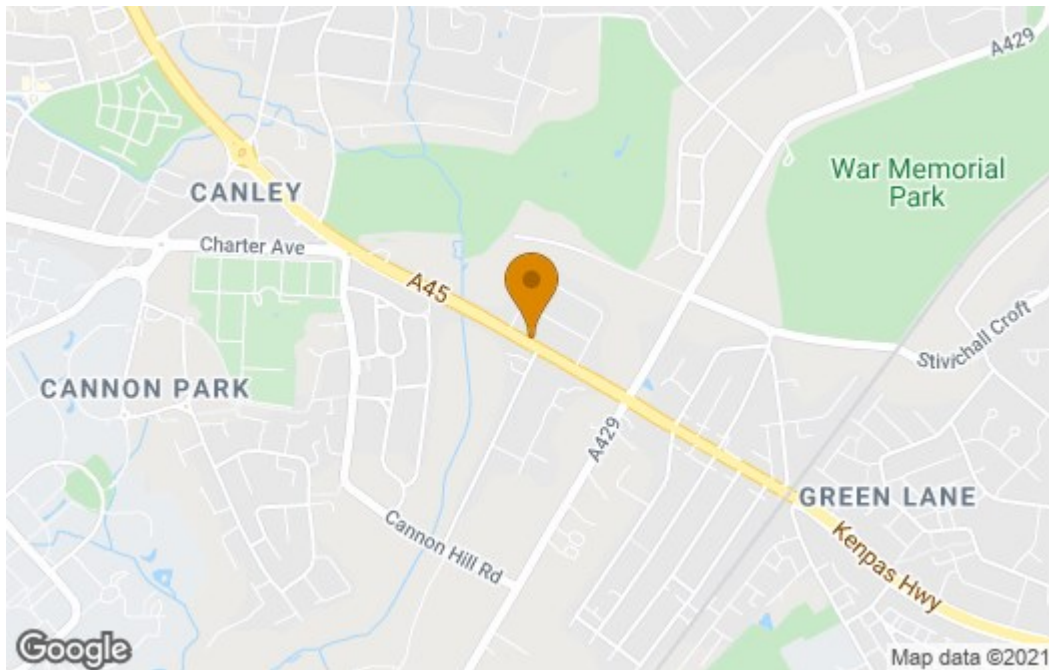 A429
War Memorial
Park
CANLEY
Charter Ave
A45
Stivichall Croft
CANNON PARK
A429
GREEN LANE
Cannon Hill Rd
Kenpas Hwy
Google
Map data ©2021